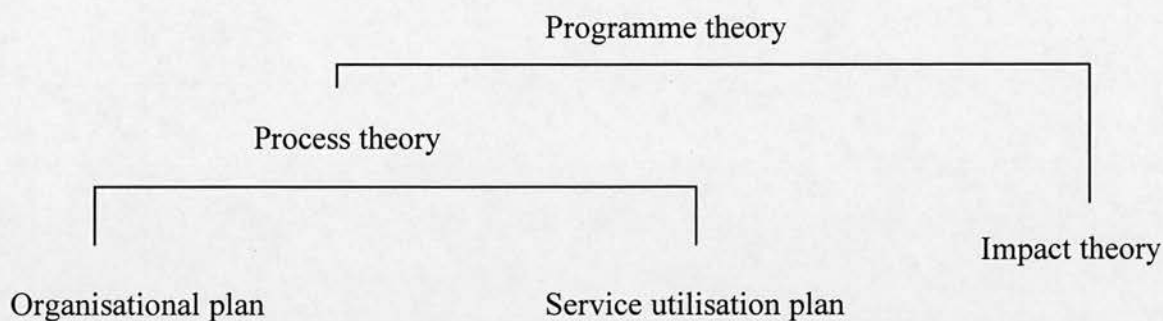 Programme theory
Process theory
Impact theory
Organisational plan
Service utilisation plan